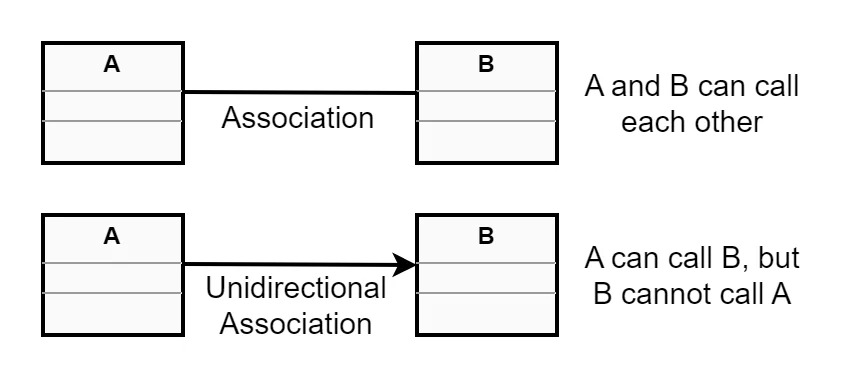 A
B
Association
A and B can call
each other
A
B
Unidirectional
Association
A can call B, but
B cannot call A